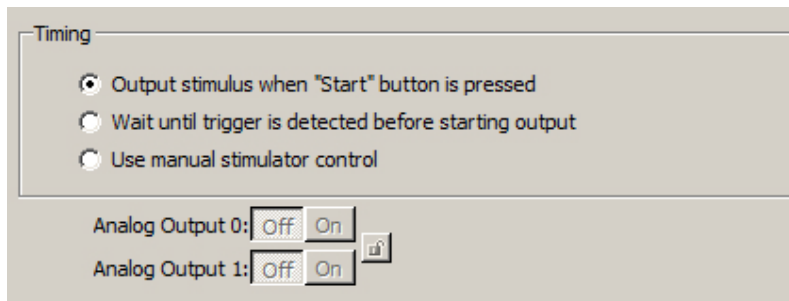 Timing
Output stimulus when "Start" button is pressed
Wait until trigger is detected before starting output
Use manual stimulator control
Analog Output 0: Off On
Analog Output 1: Off On